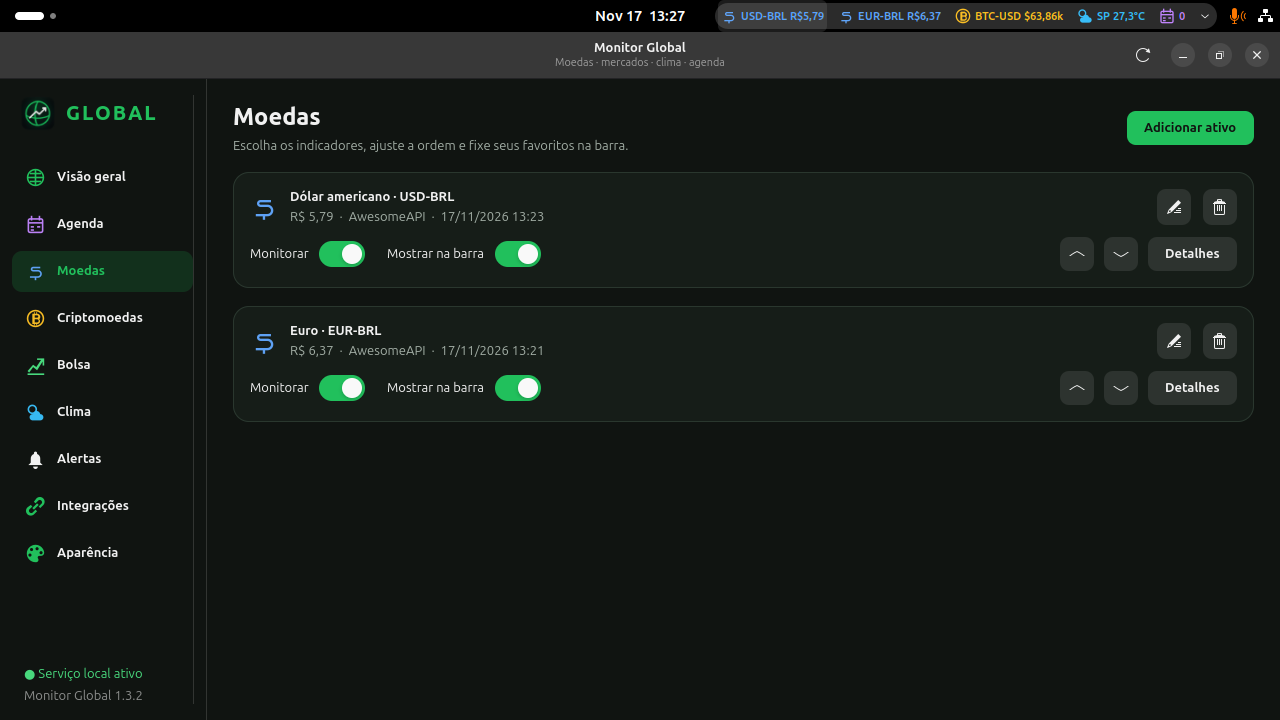 Nov 17 13:27
USD-BRL R$5,79
EUR-BRL R$6,37
BTC-USD $63,86k
SP 27,3°C
0
Monitor Global
Moedas · mercados · clima · agenda
GLOBAL
Visão geral
Agenda
Moedas
Criptomoedas
Bolsa
Clima
Alertas
Integrações
Aparência
Serviço local ativo
Monitor Global 1.3.2
Moedas
Escolha os indicadores, ajuste a ordem e fixe seus favoritos na barra.
Adicionar ativo
Dólar americano · USD-BRL
R$ 5,79 · AwesomeAPI · 17/11/2026 13:23
Monitorar
Mostrar na barra
Detalhes
Euro · EUR-BRL
R$ 6,37 · AwesomeAPI · 17/11/2026 13:21
Monitorar
Mostrar na barra
Detalhes